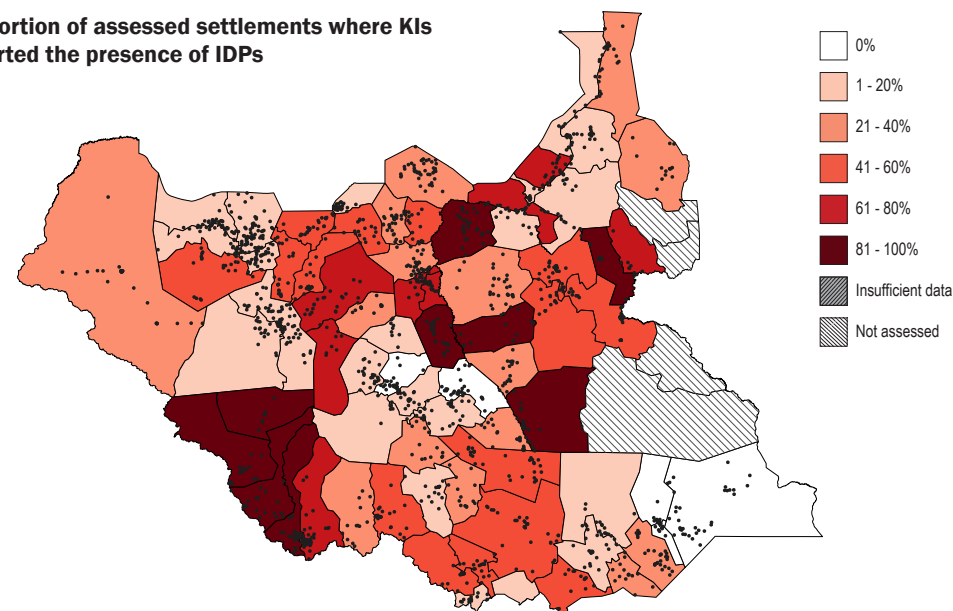 ortion of assessed settlements where KIs
rted the presence of IDPs
0%
1 - 20%
21 - 40%
41 - 60%
61 - 80%
81 - 100%
Insufficient data
Not assessed